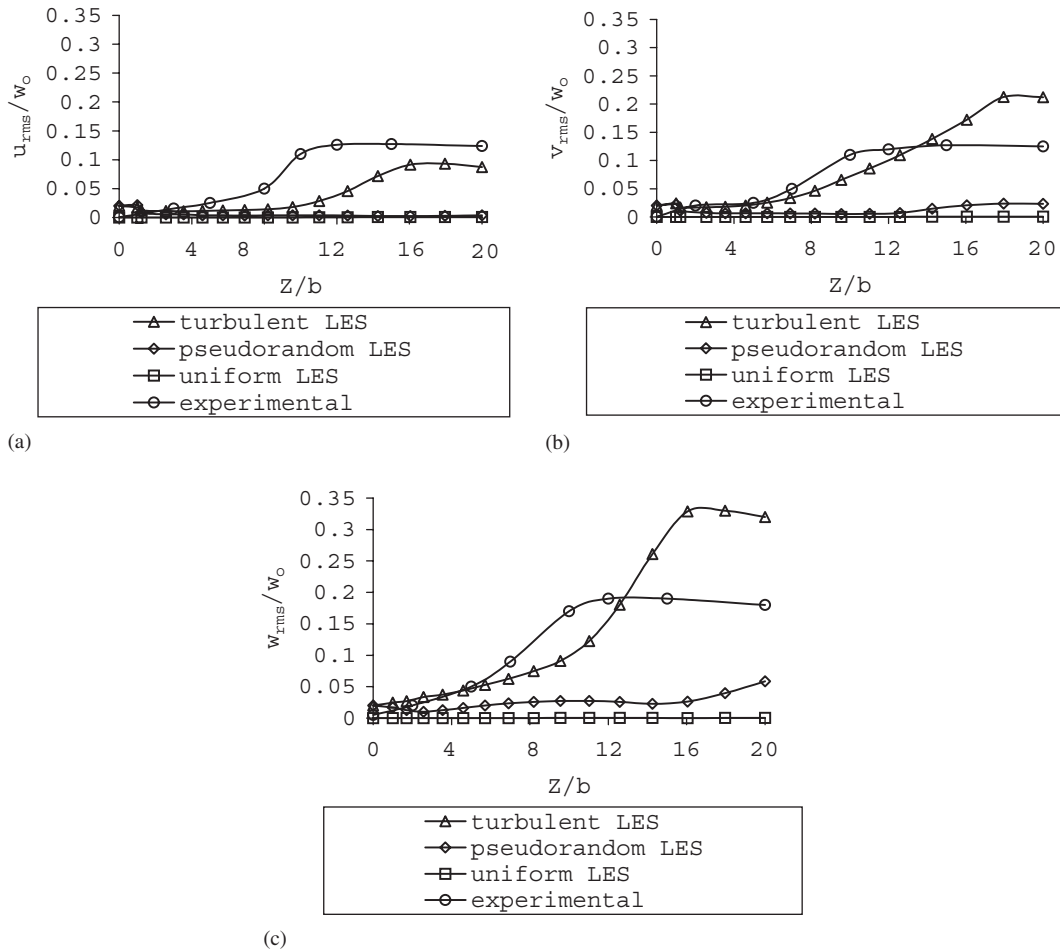 0.35
0.3
0.25
0.2
0.15
0.1
0.05
0
u_rms/w_o
0 4 8 12 16 20
Z/b
turbulent LES
pseudorandom LES
uniform LES
experimental
(a)
0.35
0.3
0.25
0.2
0.15
0.1
0.05
0
v_rms/w_o
0 4 8 12 16 20
Z/b
turbulent LES
pseudorandom LES
uniform LES
experimental
(b)
0.35
0.3
0.25
0.2
0.15
0.1
0.05
0
w_rms/w_o
0 4 8 12 16 20
Z/b
turbulent LES
pseudorandom LES
uniform LES
experimental
(c)